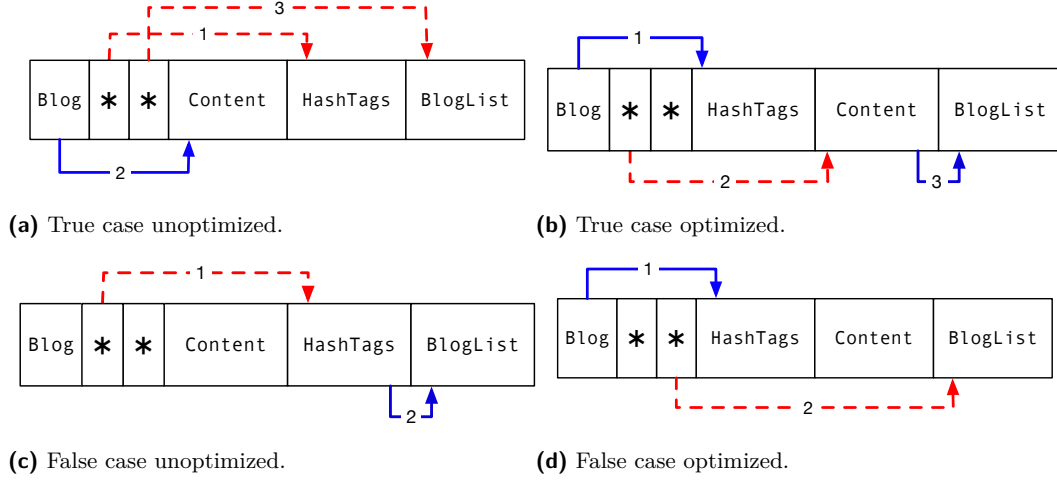 3
1
Blog * * Content HashTags BlogList
2
(a) True case unoptimized.
1
Blog * * HashTags Content BlogList
2 3
(b) True case optimized.
1
Blog * * Content HashTags BlogList
2
(c) False case unoptimized.
1
Blog * * HashTags Content BlogList
2
(d) False case optimized.